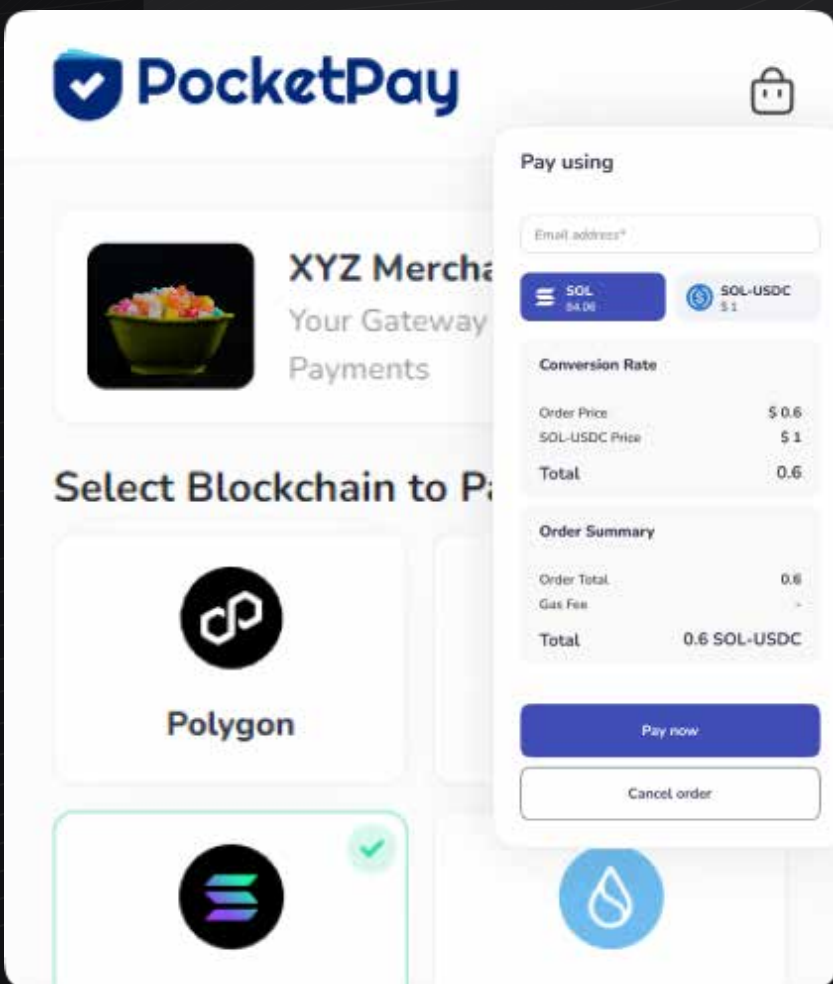 PocketPay
XYZ Mercha
Your Gateway
Payments
Select Blockchain to Pa
Polygon
Pay using
Email address*
SOL
SOL-USDC
$ 1
Conversion Rate
Order Price $ 0.6
SOL-USDC Price $ 1
Total 0.6
Order Summary
Order Total 0.6
Gas Fee -
Total 0.6 SOL-USDC
Pay now
Cancel order